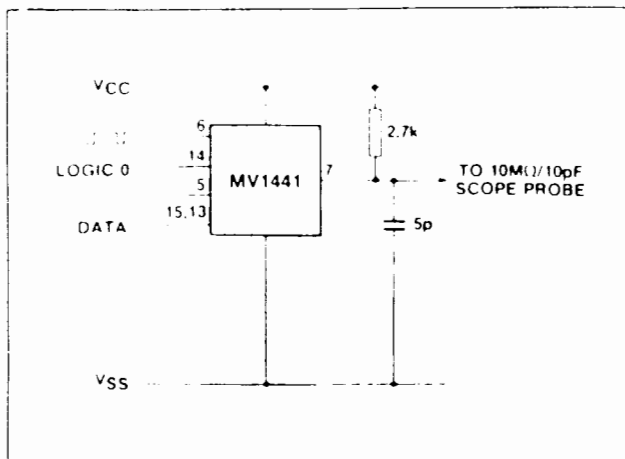 VCC
6
2.7k
14
LOGIC 0
MV1441
7
TO 10MΩ/10pF
SCOPE PROBE
5
15,13
DATA
5p
VSS